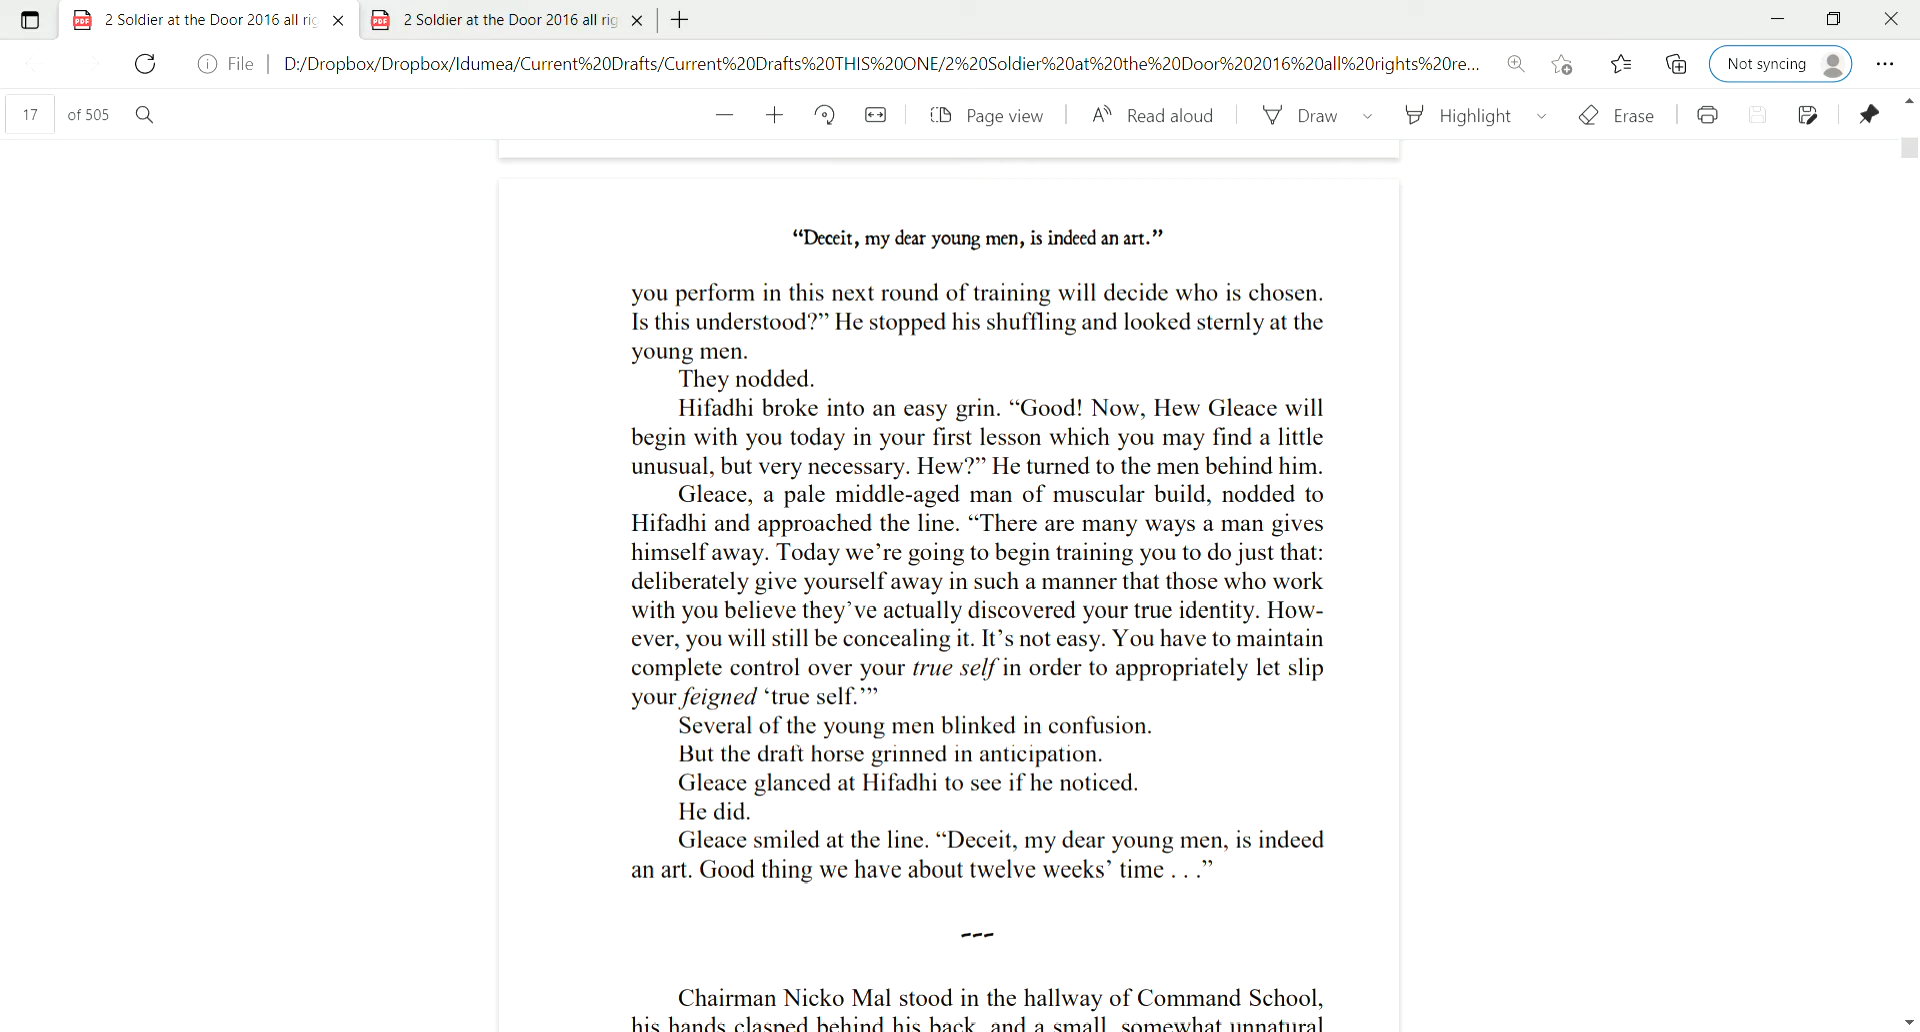 2 Soldier at the Door 2016 all rig
2 Soldier at the Door 2016 all rig
File
D:/Dropbox/Dropbox/Idumea/Current%20Drafts/Current%20Drafts%20THIS%20ONE/2%20Soldier%20at%20the%20Door%202016%20all%20rights%20re...
Not syncing
17 of 505
Page view
Read aloud
Draw
Highlight
Erase
“Deceit, my dear young men, is indeed an art.”
you perform in this next round of training will decide who is chosen.
Is this understood?” He stopped his shuffling and looked sternly at the
young men.
They nodded.
Hifadhi broke into an easy grin. “Good! Now, Hew Gleace will
begin with you today in your first lesson which you may find a little
unusual, but very necessary. Hew?” He turned to the men behind him.
Gleace, a pale middle-aged man of muscular build, nodded to
Hifadhi and approached the line. “There are many ways a man gives
himself away. Today we’re going to begin training you to do just that:
deliberately give yourself away in such a manner that those who work
with you believe they’ve actually discovered your true identity. How-
ever, you will still be concealing it. It’s not easy. You have to maintain
complete control over your true self in order to appropriately let slip
your feigned ‘true self.’”
Several of the young men blinked in confusion.
But the draft horse grinned in anticipation.
Gleace glanced at Hifadhi to see if he noticed.
He did.
Gleace smiled at the line. “Deceit, my dear young men, is indeed
an art. Good thing we have about twelve weeks’ time . . .”
---
Chairman Nicko Mal stood in the hallway of Command School,
his hands clasped behind his back, and a small, somewhat unnatural